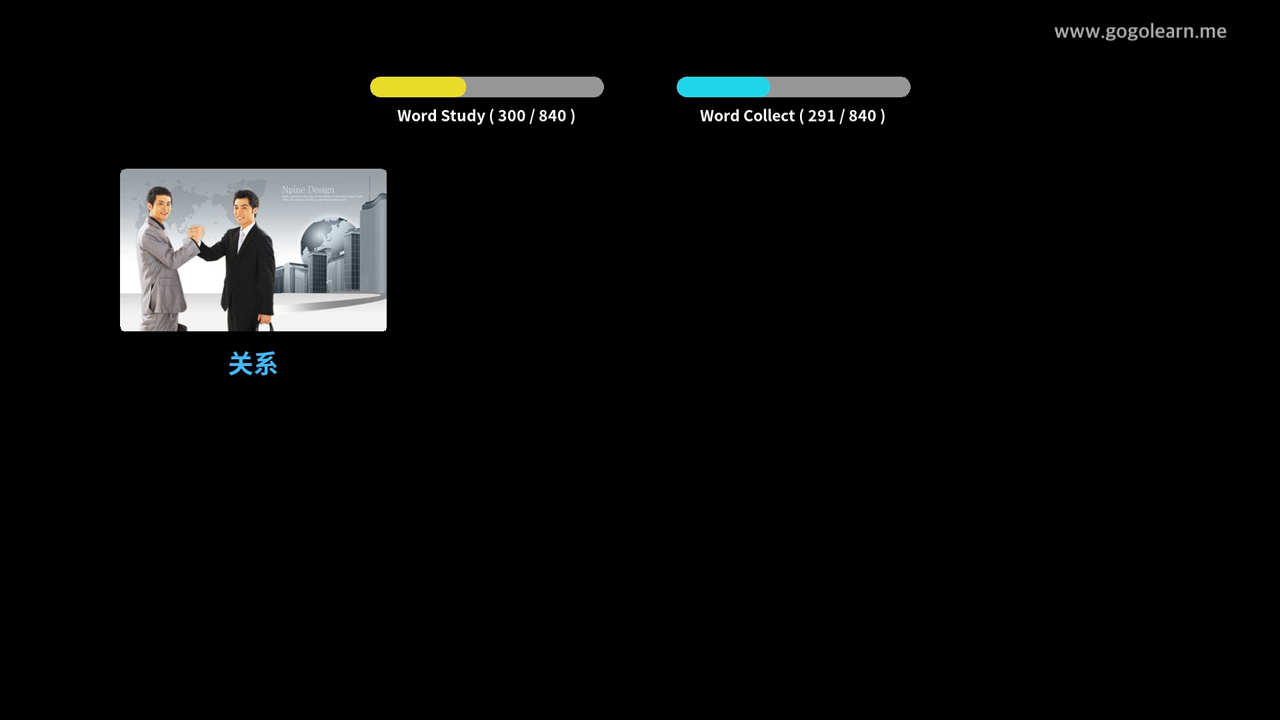 www.gogolearn.me
Word Study ( 300 / 840 )
Word Collect ( 291 / 840 )
Npine Design
关系